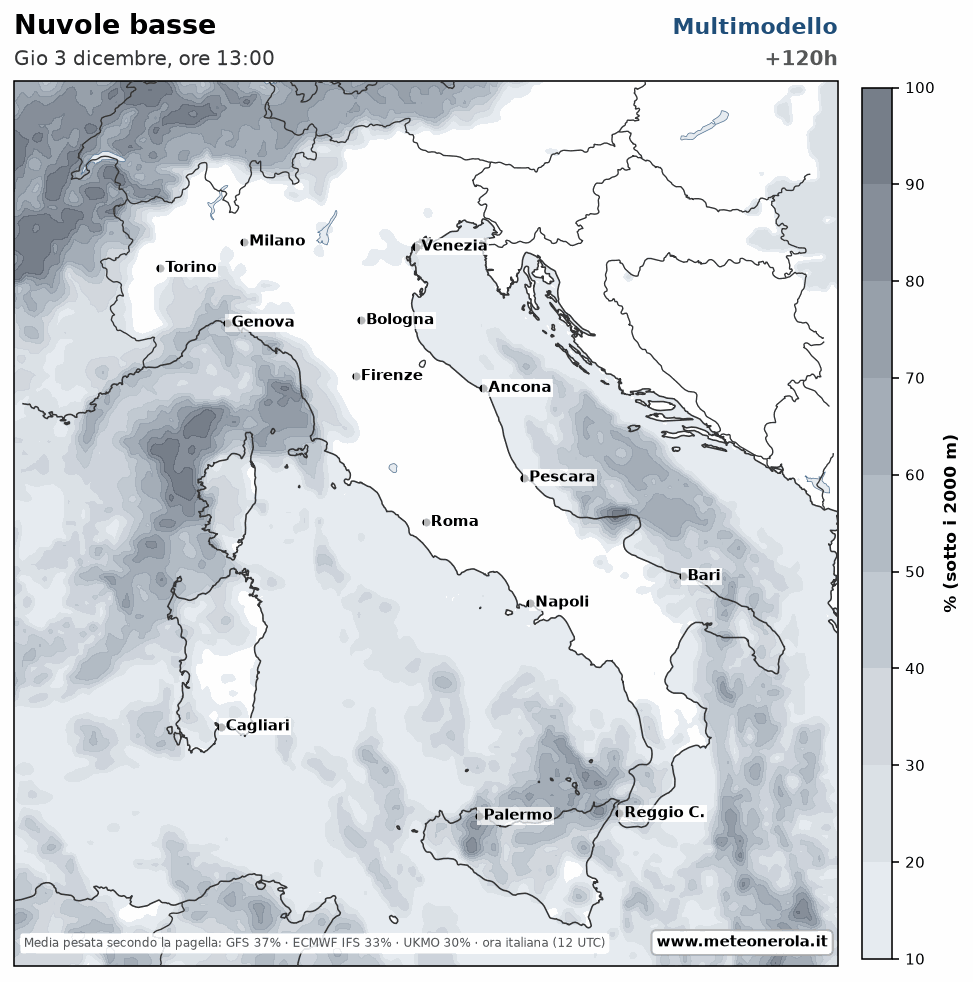 Nuvole basse
Multimodello
Gio 3 dicembre, ore 13:00
+120h
100
90
80
70
60
50
40
30
20
10
% (sotto i 2000 m)
Milano
Venezia
Torino
Genova
Bologna
Firenze
Ancona
Pescara
Roma
Bari
Napoli
Cagliari
Palermo
Reggio C.
Media pesata secondo la pagella: GFS 37% · ECMWF IFS 33% · UKMO 30% · ora italiana (12 UTC)
www.meteonerola.it